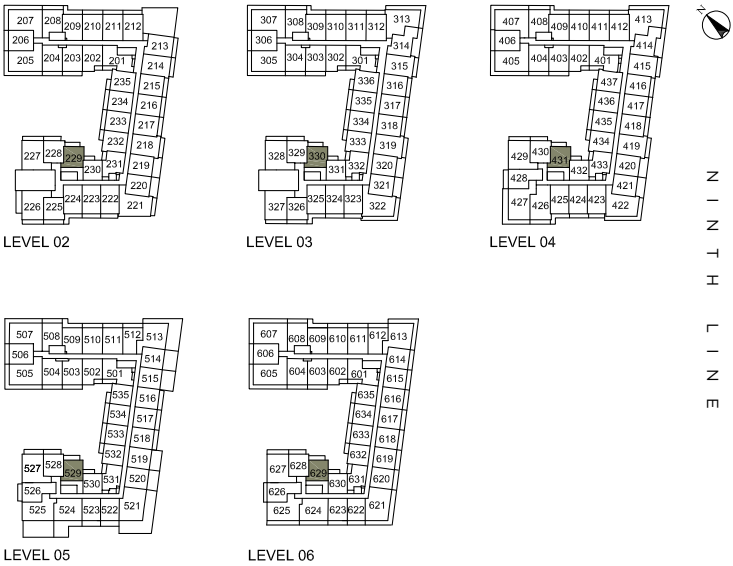 207 208 209 210 211 212
206 213
205 204 203 202 201 214
235 215
234 216
233 217
232 218
227 228 229 230 231 219
220
226 225 224 223 222 221
LEVEL 02
307 308 309 310 311 312 313
306 314
305 304 303 302 301 315
336 316
335 317
334 318
333 319
328 329 330 331 332 320
321
327 326 325 324 323 322
LEVEL 03
407 408 409 410 411 412 413
406 414
405 404 403 402 401 415
437 416
436 417
435 418
434 419
429 430 431 432 433 420
428 421
427 426 425 424 423 422
LEVEL 04
N
NINTH LINE
507 508 509 510 511 512 513
506 514
505 504 503 502 501 515
535 516
534 517
533 518
532 519
527 528 529 530 531 520
526
525 524 523 522 521
LEVEL 05
607 608 609 610 611 612 613
606 614
605 604 603 602 601 615
635 616
634 617
633 618
632 619
627 628 629 630 631 620
626
625 624 623 622 621
LEVEL 06